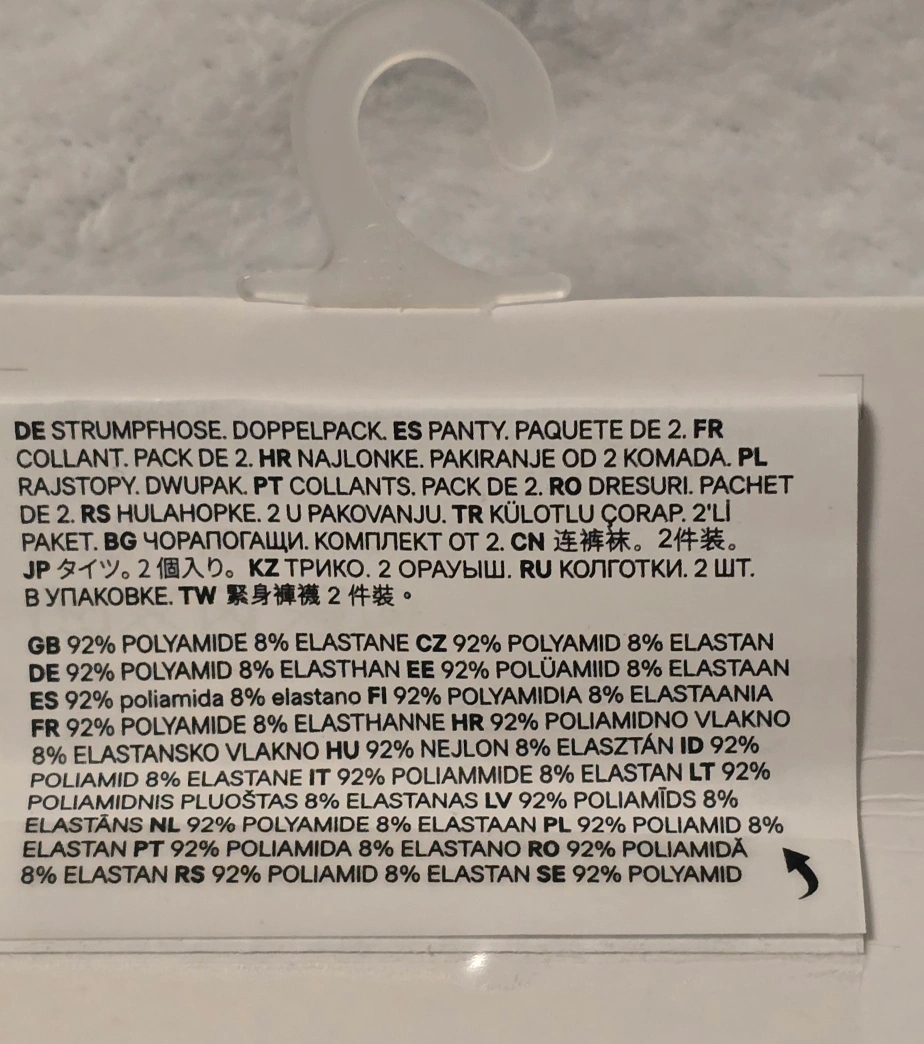 DE STRUMPFHOSE. DOPPELPACK. ES PANTY. PAQUETE DE 2. FR
COLLANT. PACK DE 2. HR NAJLONKE. PAKIRANJE OD 2 KOMADA. PL
RAJSTOPY. DWUPAK. PT COLLANTS. PACK DE 2. RO DRESURI. PACHET
DE 2. RS HULAHOPKE. 2 U PAKOVANJU. TR KÜLOTLU ÇORAP. 2'Lİ
PAKET. BG ЧОРАПОГАЩИ. КОМПЛЕКТ ОТ 2. CN 连裤袜。2件装。
JP タイツ。2個入り。 KZ ТРИКО. 2 ОРАУЫШ. RU КОЛГОТКИ. 2 ШТ.
В УПАКОВКЕ. TW 緊身褲襪 2 件裝。
GB 92% POLYAMIDE 8% ELASTANE CZ 92% POLYAMID 8% ELASTAN
DE 92% POLYAMID 8% ELASTHAN EE 92% POLÜAMIID 8% ELASTAAN
ES 92% poliamida 8% elastano FI 92% POLYAMIDIA 8% ELASTAANIA
FR 92% POLYAMIDE 8% ELASTHANNE HR 92% POLIAMIDNO VLAKNO
8% ELASTANSKO VLAKNO HU 92% NEJLON 8% ELASZTÁN ID 92%
POLIAMID 8% ELASTANE IT 92% POLIAMMIDE 8% ELASTAN LT 92%
POLIAMIDNIS PLUOŠTAS 8% ELASTANAS LV 92% POLIAMĪDS 8%
ELASTĀNS NL 92% POLYAMIDE 8% ELASTAAN PL 92% POLIAMID 8%
ELASTAN PT 92% POLIAMIDA 8% ELASTANO RO 92% POLIAMIDĂ
8% ELASTAN RS 92% POLIAMID 8% ELASTAN SE 92% POLYAMID